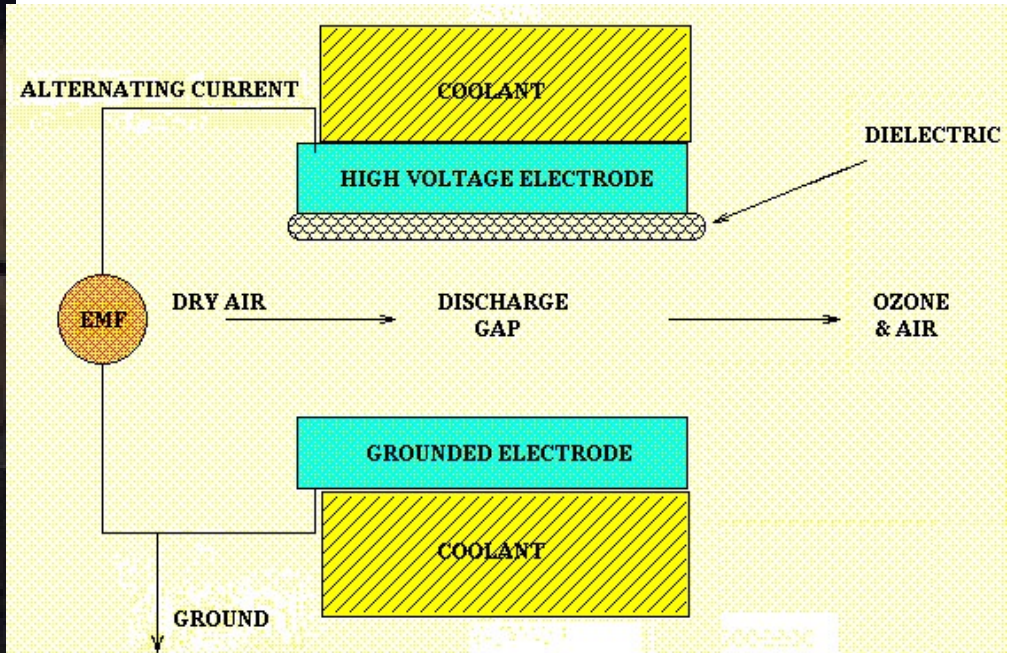 ALTERNATING CURRENT
COOLANT
DIELECTRIC
HIGH VOLTAGE ELECTRODE
EMF
DRY AIR
DISCHARGE
GAP
OZONE
& AIR
GROUNDED ELECTRODE
COOLANT
GROUND